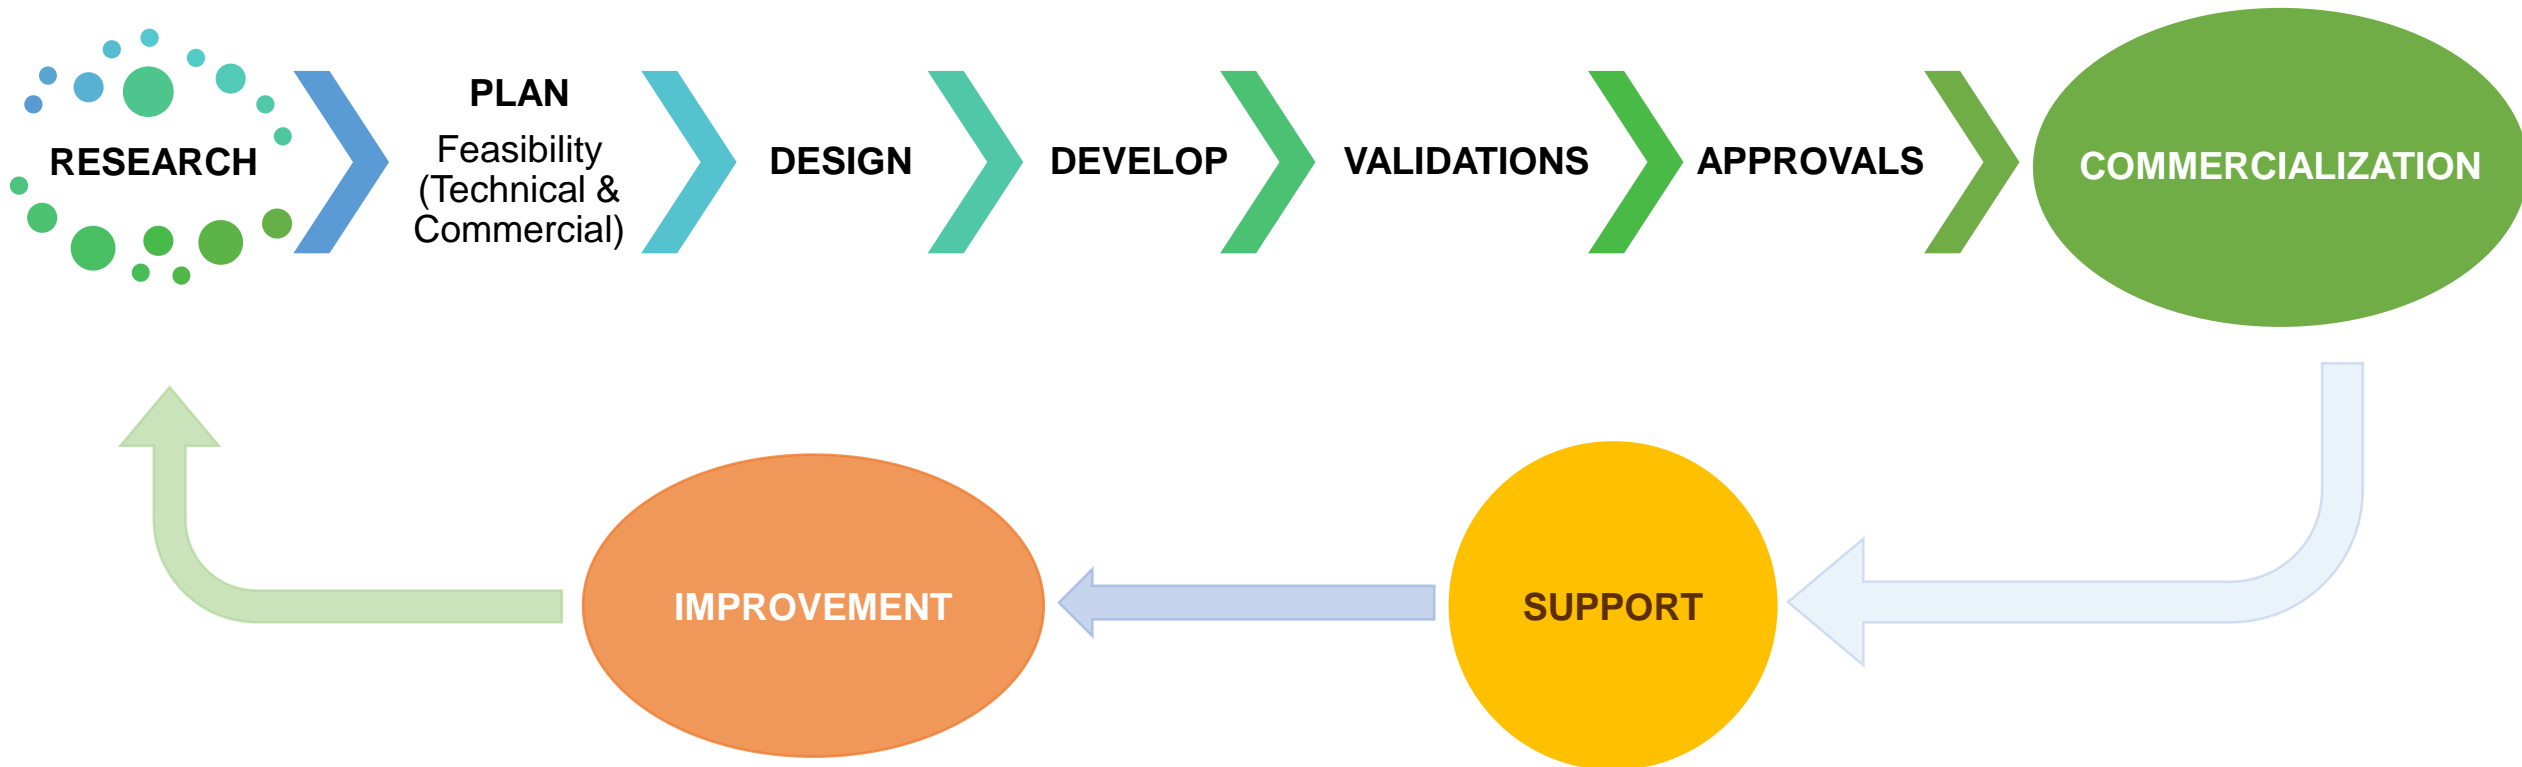 RESEARCH
PLAN
Feasibility
(Technical &
Commercial)
DESIGN
DEVELOP
VALIDATIONS
APPROVALS
COMMERCIALIZATION
IMPROVEMENT
SUPPORT